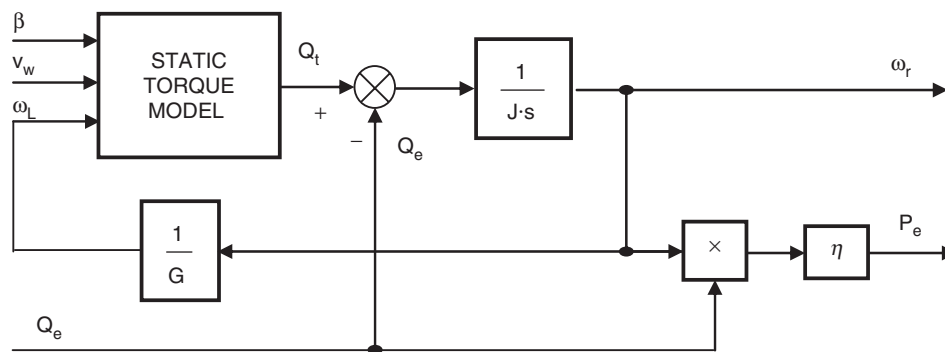 β
v_w
ω_L
STATIC
TORQUE
MODEL
Q_t
+
−
Q_e
1
J·s
ω_r
1
G
×
η
P_e
Q_e